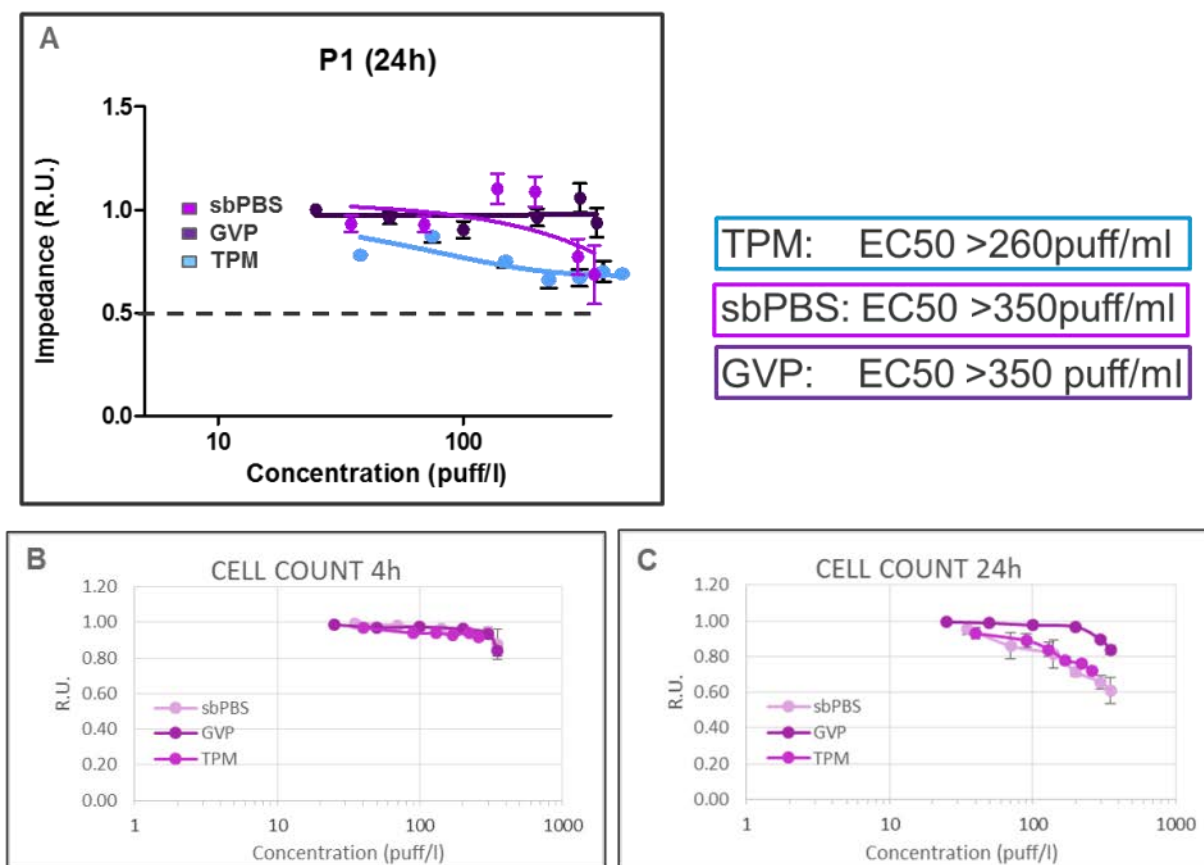 A
P1 (24h)
1.5
1.0
0.5
0.0
Impedance (R.U.)
sbPBS
GVP
TPM
10
100
Concentration (puff/l)
TPM: EC50 >260puff/ml
sbPBS: EC50 >350puff/ml
GVP: EC50 >350 puff/ml
B
CELL COUNT 4h
1.20
1.00
0.80
0.60
0.40
0.20
0.00
R.U.
sbPBS
GVP
TPM
1
10
100
1000
Concentration (puff/l)
C
CELL COUNT 24h
1.20
1.00
0.80
0.60
0.40
0.20
0.00
R.U.
sbPBS
GVP
TPM
1
10
100
1000
Concentration (puff/l)